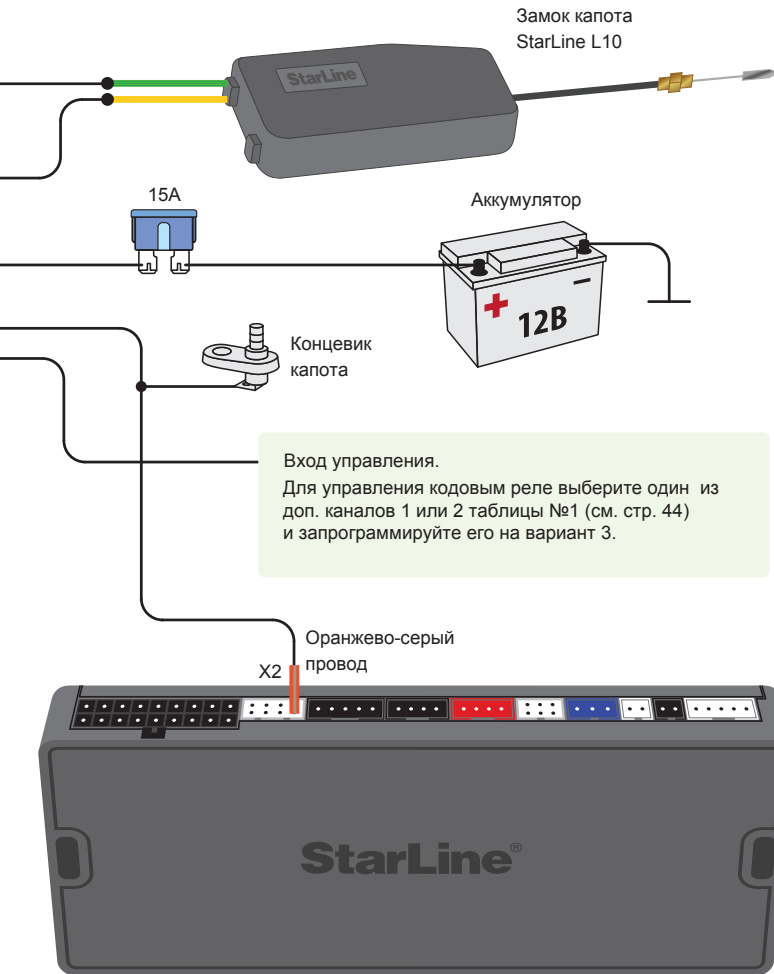 Замок капота
StarLine L10
StarLine
15А
Аккумулятор
12В
Концевик
капота
Вход управления.
Для управления кодовым реле выберите один из
доп. каналов 1 или 2 таблицы №1 (см. стр. 44)
и запрограммируйте его на вариант 3.
Оранжево-серый
провод
X2
StarLine®